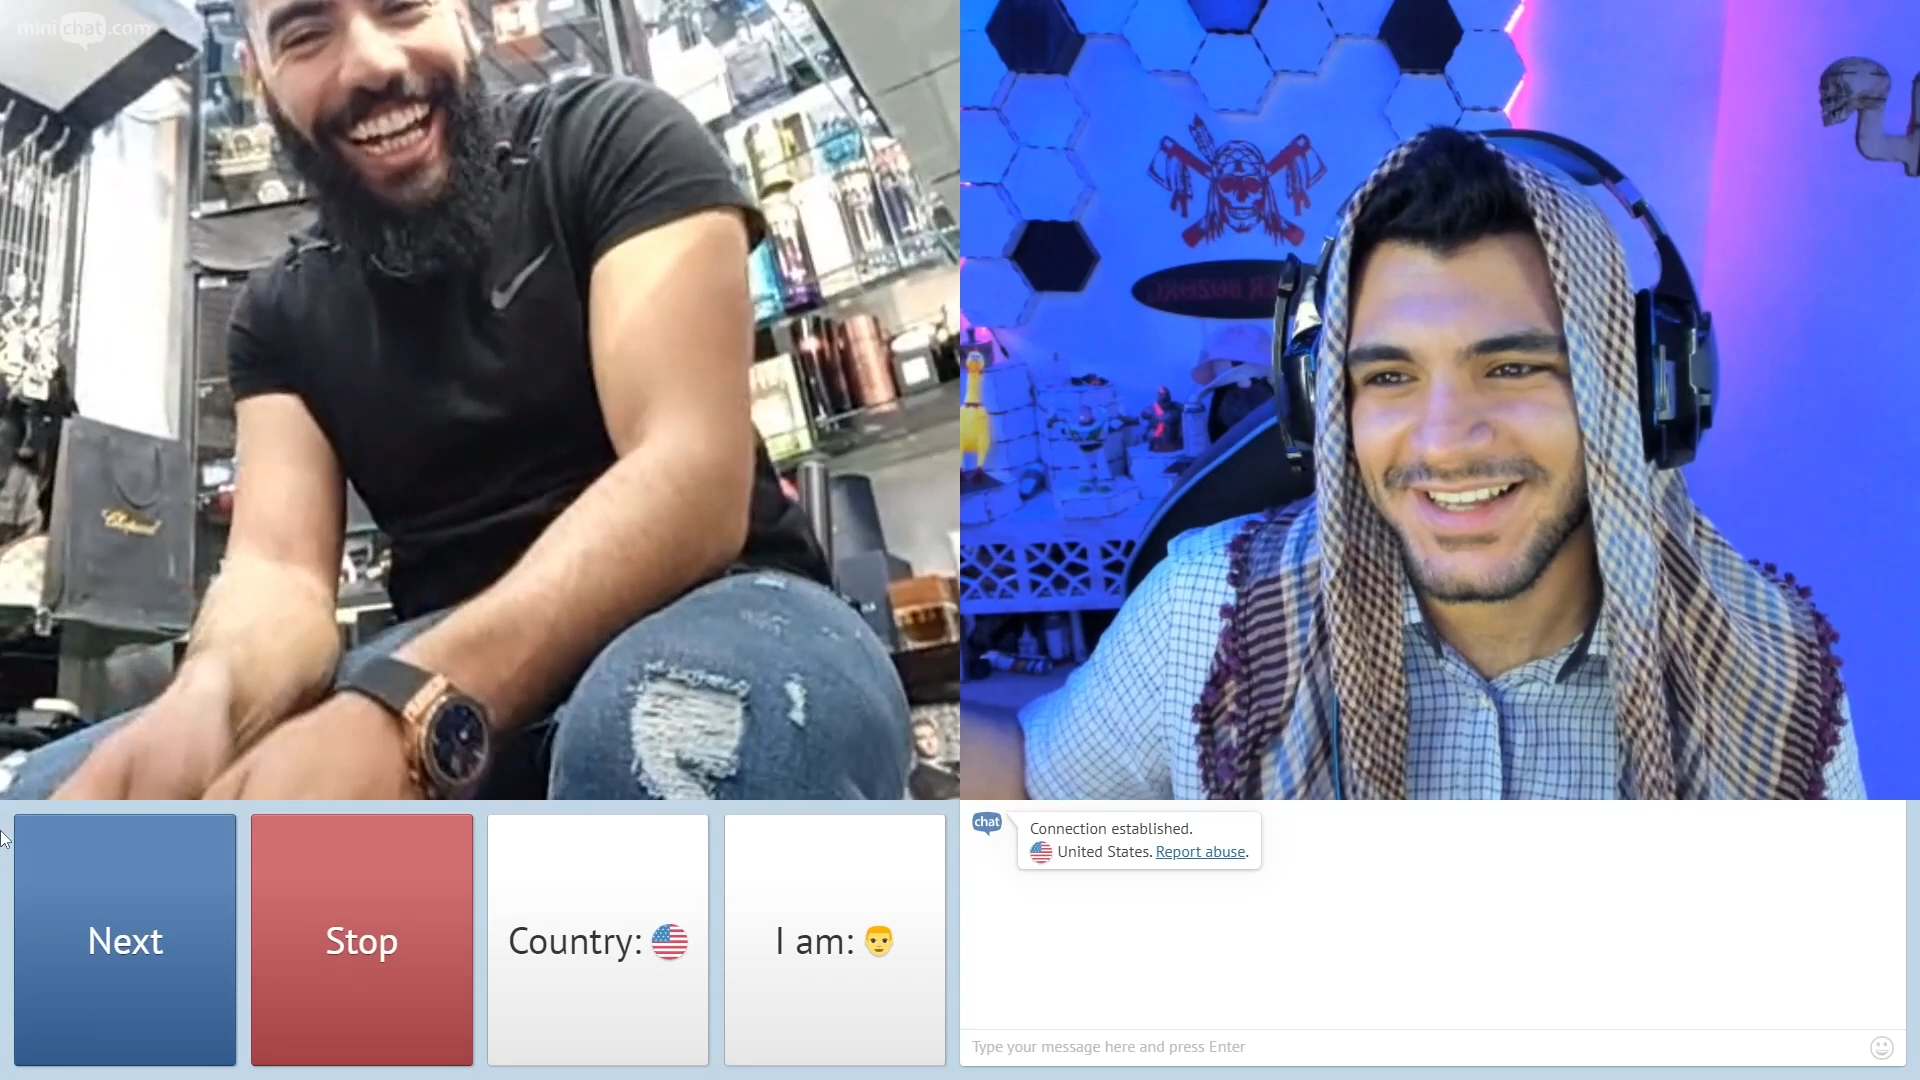 minichat.com
Chopard
Connection established.
United States. Report abuse.
Next
Stop
Country:
I am:
Type your message here and press Enter